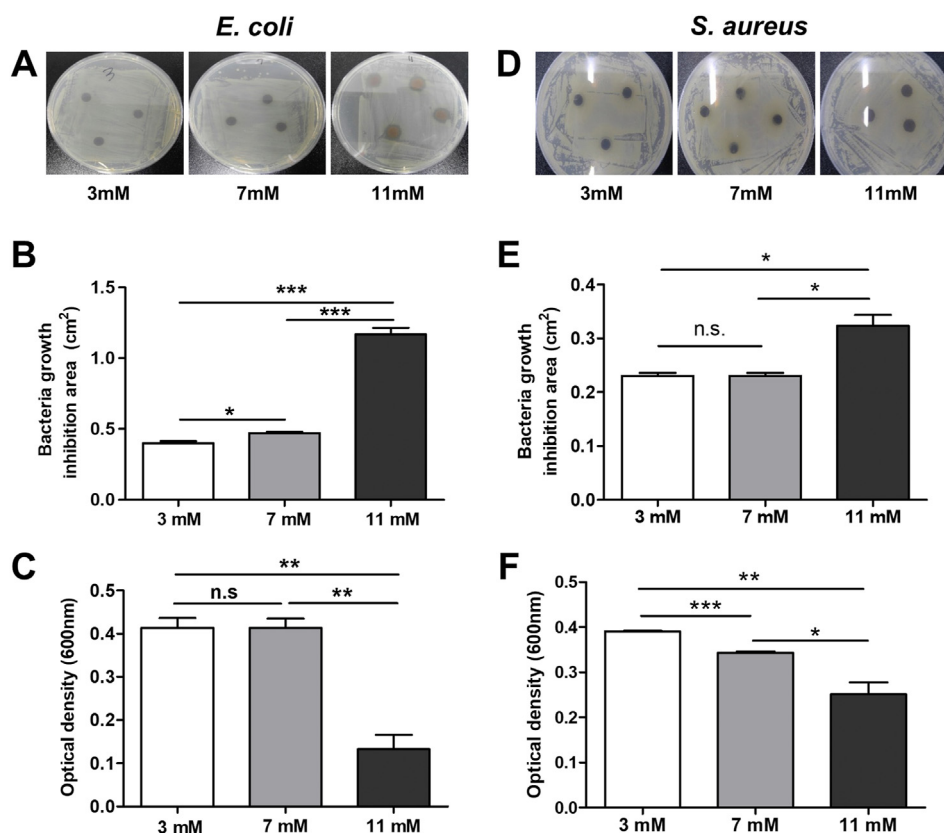 E. coli
S. aureus
A
D
3
3mM
7mM
11mM
3mM
7mM
11mM
B
Bacteria growth
inhibition area (cm²)
1.5
1.0
0.5
0.0
***
***
*
3 mM
7 mM
11 mM
E
Bacteria growth
inhibition area (cm²)
0.4
0.3
0.2
0.1
0.0
*
*
n.s.
3 mM
7 mM
11 mM
C
Optical density (600nm)
0.5
0.4
0.3
0.2
0.1
0.0
**
n.s
**
3 mM
7 mM
11 mM
F
Optical density (600nm)
0.5
0.4
0.3
0.2
0.1
0.0
**
***
*
3 mM
7 mM
11 mM